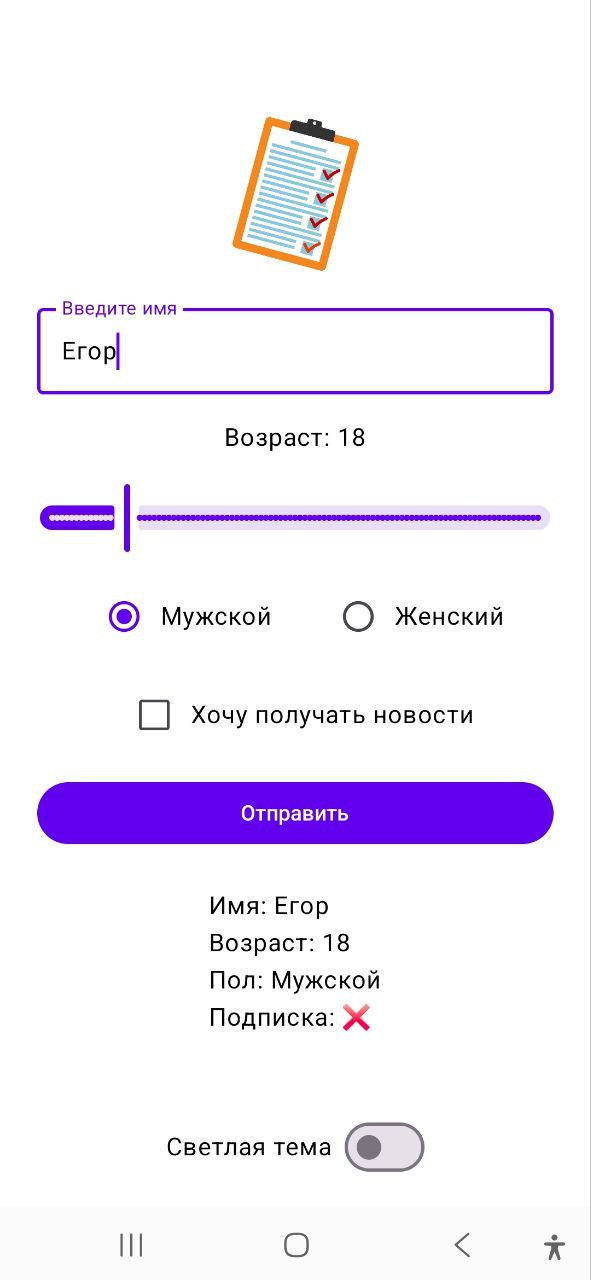 Введите имя
Егор
Возраст: 18
Мужской Женский
Хочу получать новости
Отправить
Имя: Егор
Возраст: 18
Пол: Мужской
Подписка: ❌
Светлая тема